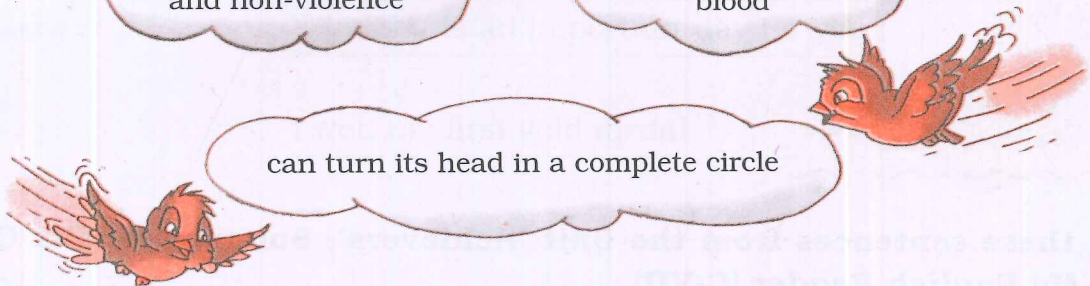 and non-violence
blood
can turn its head in a complete circle